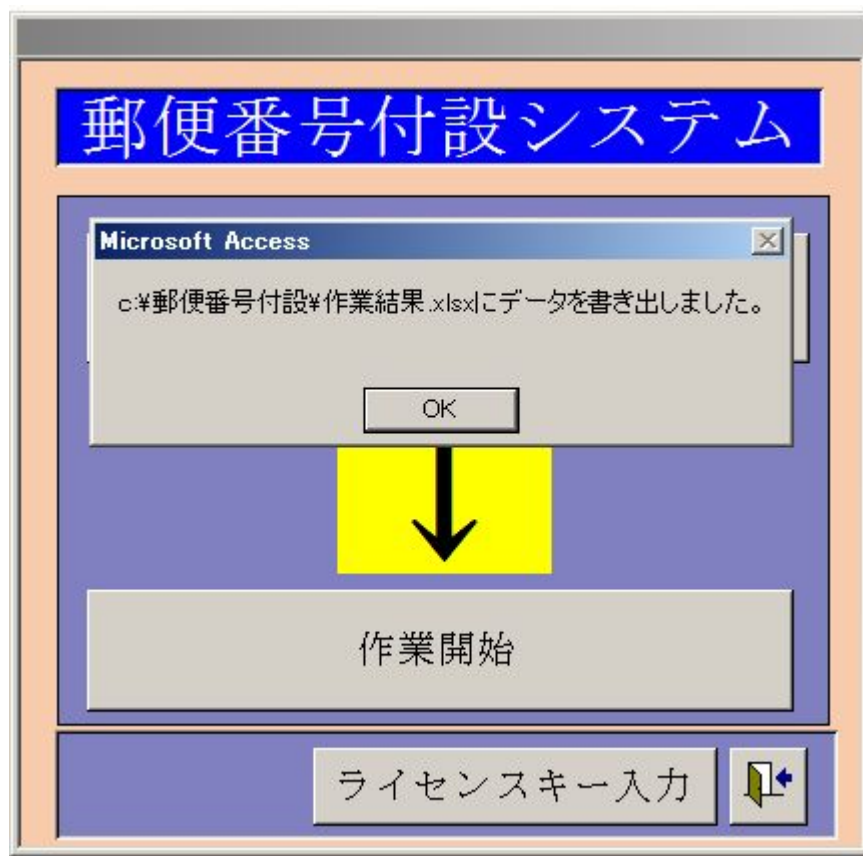 郵便番号付設システム
Microsoft Access
c:¥郵便番号付設¥作業結果.xlsxにデータを書き出しました。
OK
作業開始
ライセンスキー入力